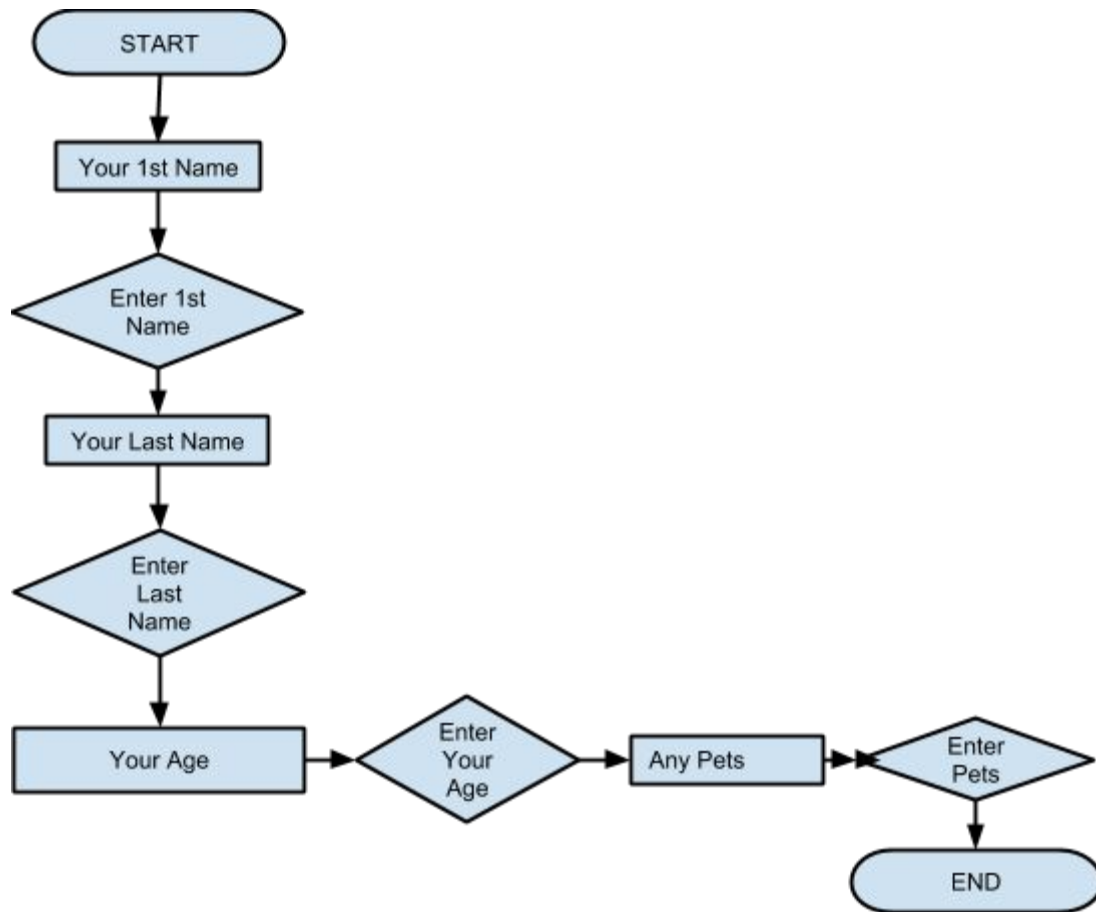 START
Your 1st Name
Enter 1st
Name
Your Last Name
Enter
Last
Name
Your Age
Enter
Your
Age
Any Pets
Enter
Pets
END